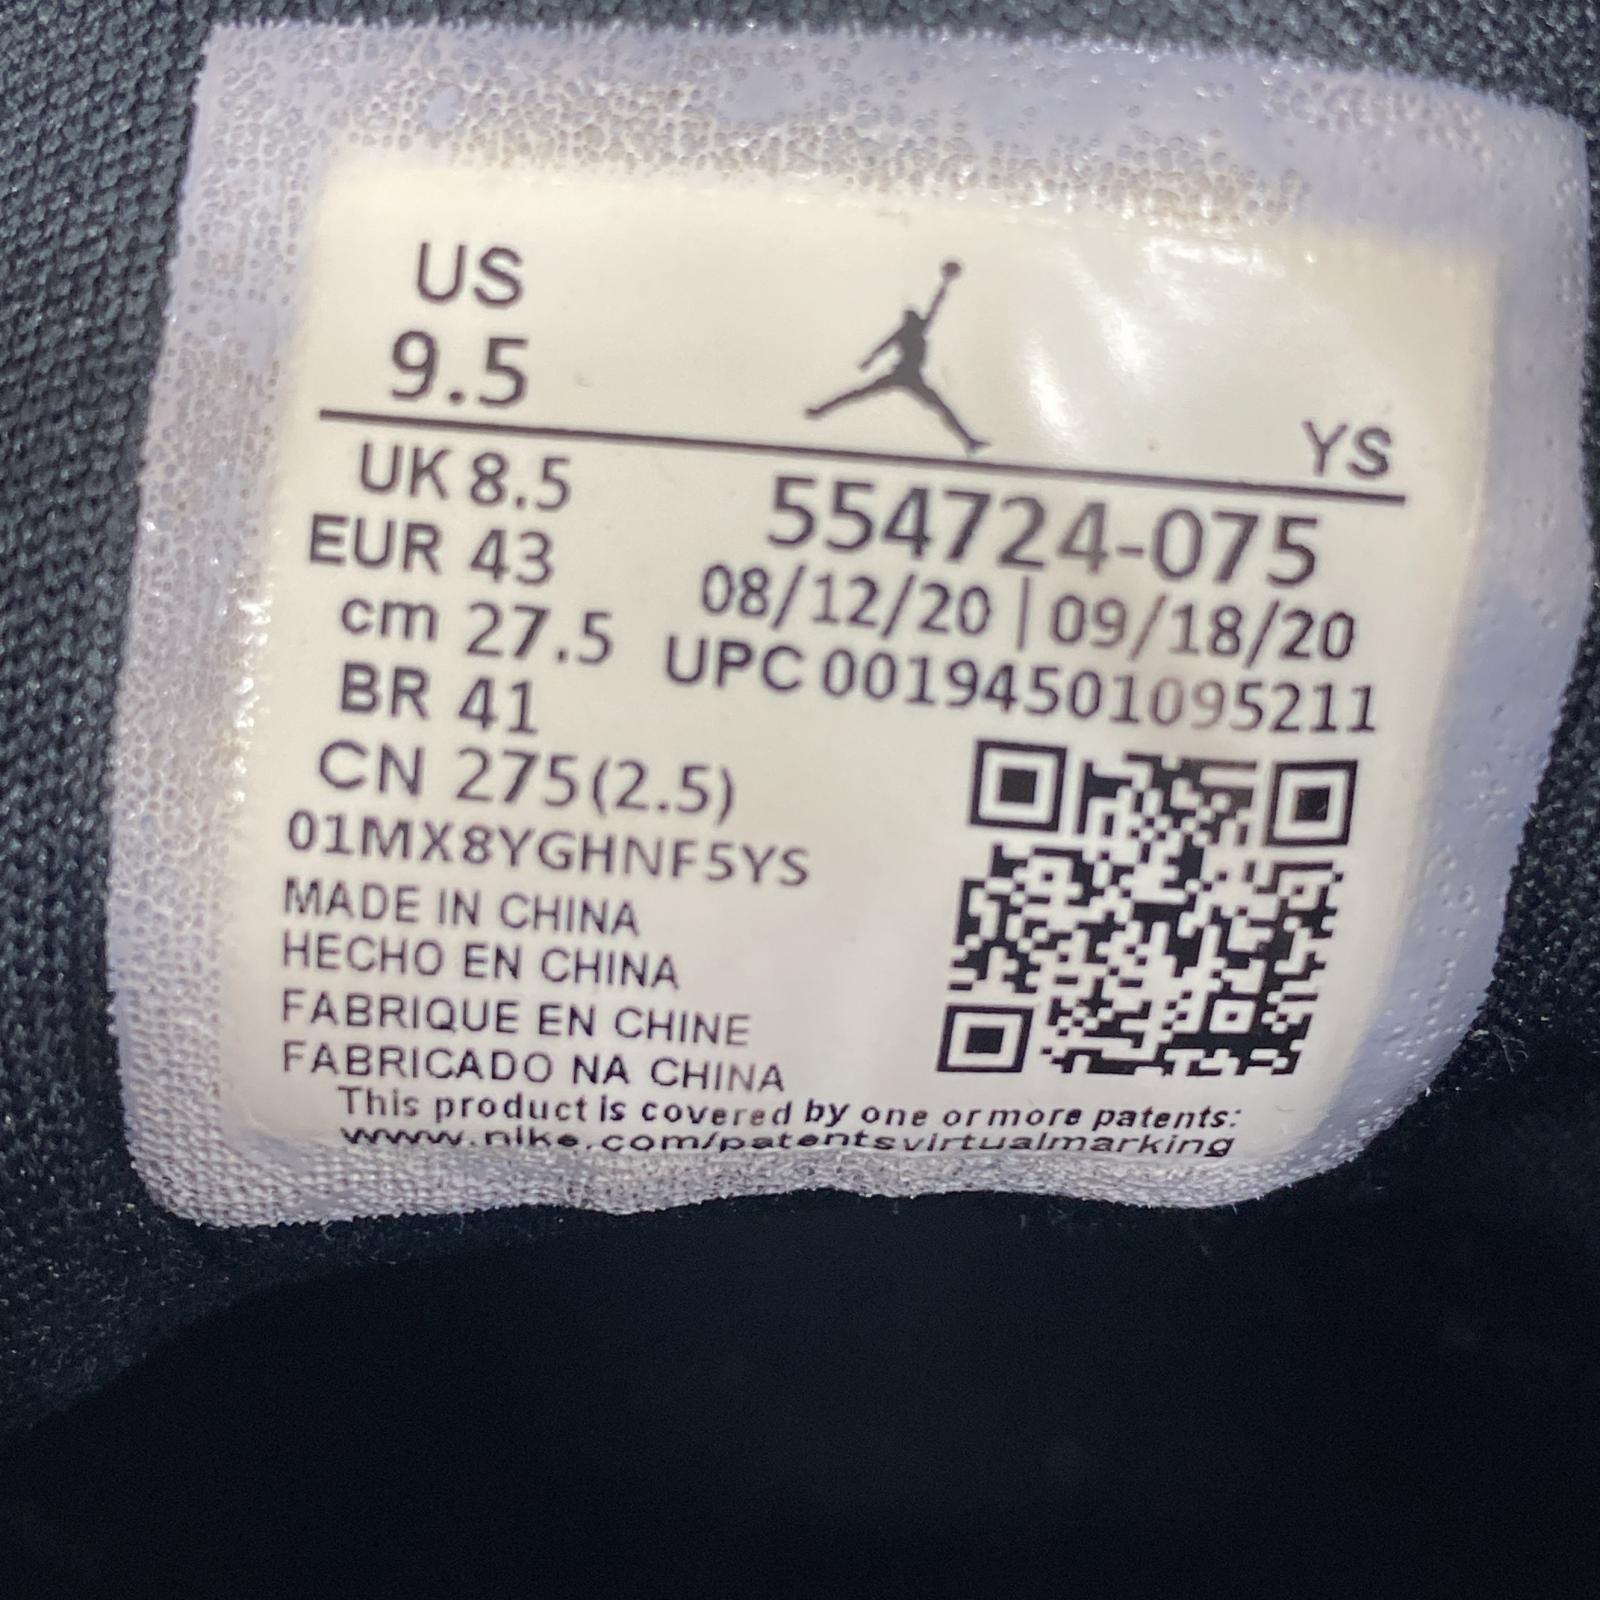 US
9.5
YS
UK 8.5
EUR 43
cm 27.5
BR 41
CN 275(2.5)
554724-075
08/12/20 | 09/18/20
UPC 00194501095211
01MX8YGHNF5YS
MADE IN CHINA
HECHO EN CHINA
FABRIQUE EN CHINE
FABRICADO NA CHINA
This product is covered by one or more patents:
www.nike.com/patentsvirtualmarking